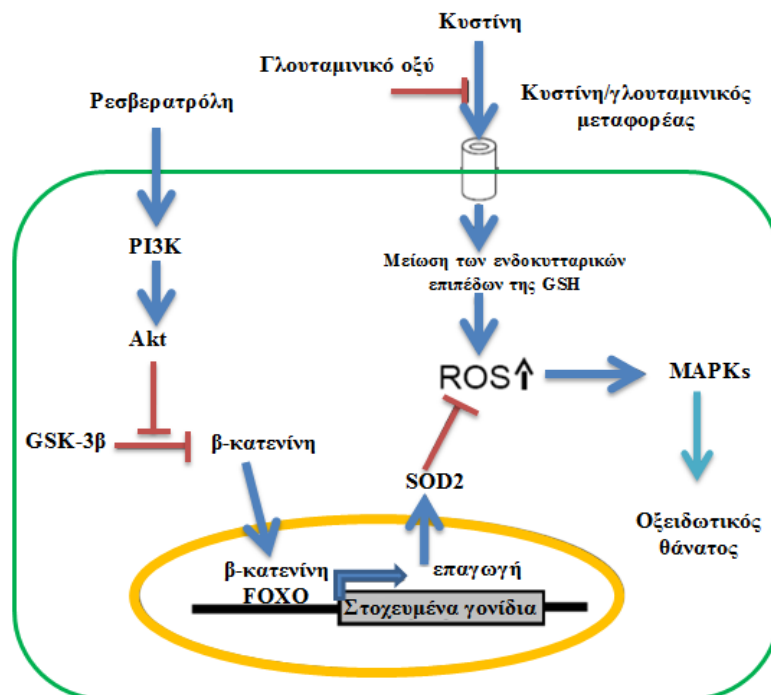 Κυστίνη
Γλουταμινικό οξύ
Κυστίνη/γλουταμινικός
μεταφορέας
Ρεσβερατρόλη
PI3K
Μείωση των ενδοκυτταρικών
επιπέδων της GSH
Akt
ROS
MAPKs
GSK-3β
β-κατενίνη
SOD2
Οξειδωτικός
θάνατος
β-κατενίνη
FOXO
επαγωγή
Στοχευμένα γονίδια